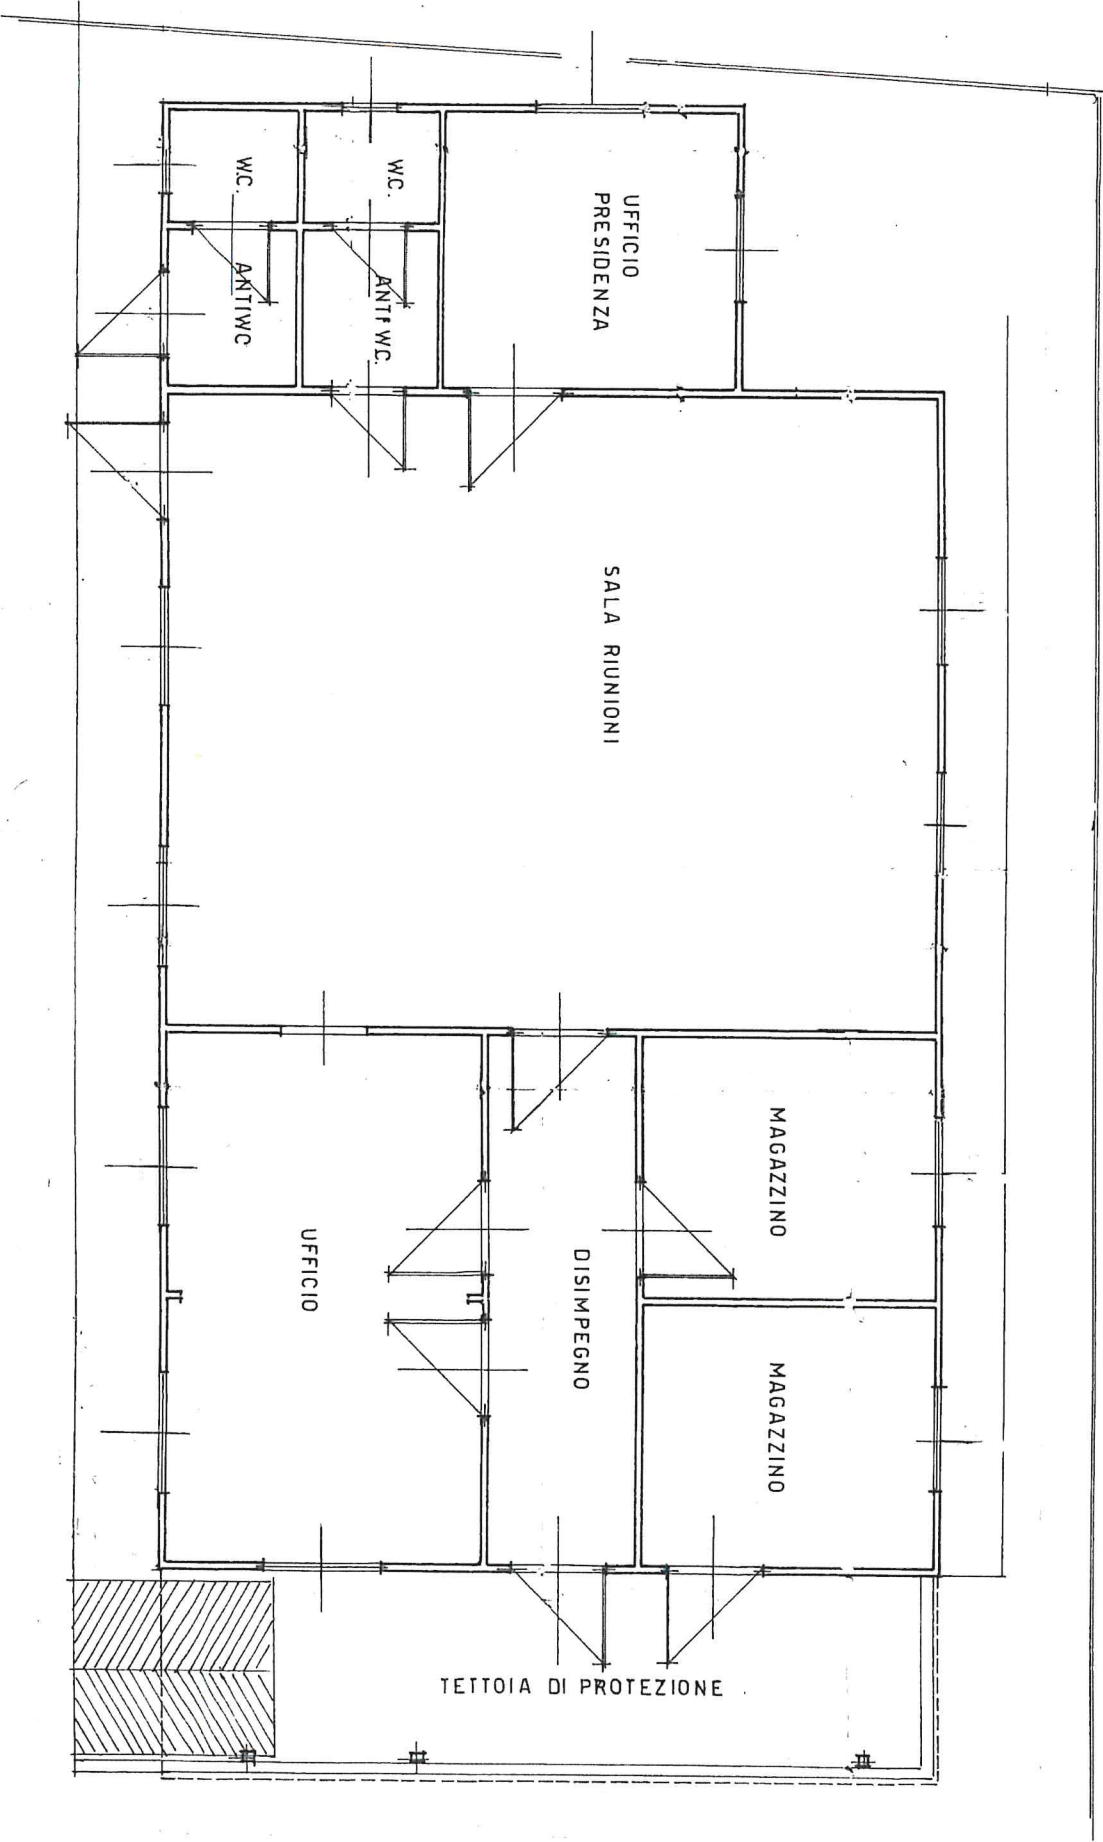 W.C.
W.C.
UFFICIO
PRESIDENZA
ANTIWC
ANTI W.C.
SALA RIUNIONI
MAGAZZINO
UFFICIO
DISIMPEGNO
MAGAZZINO
TETTOIA DI PROTEZIONE